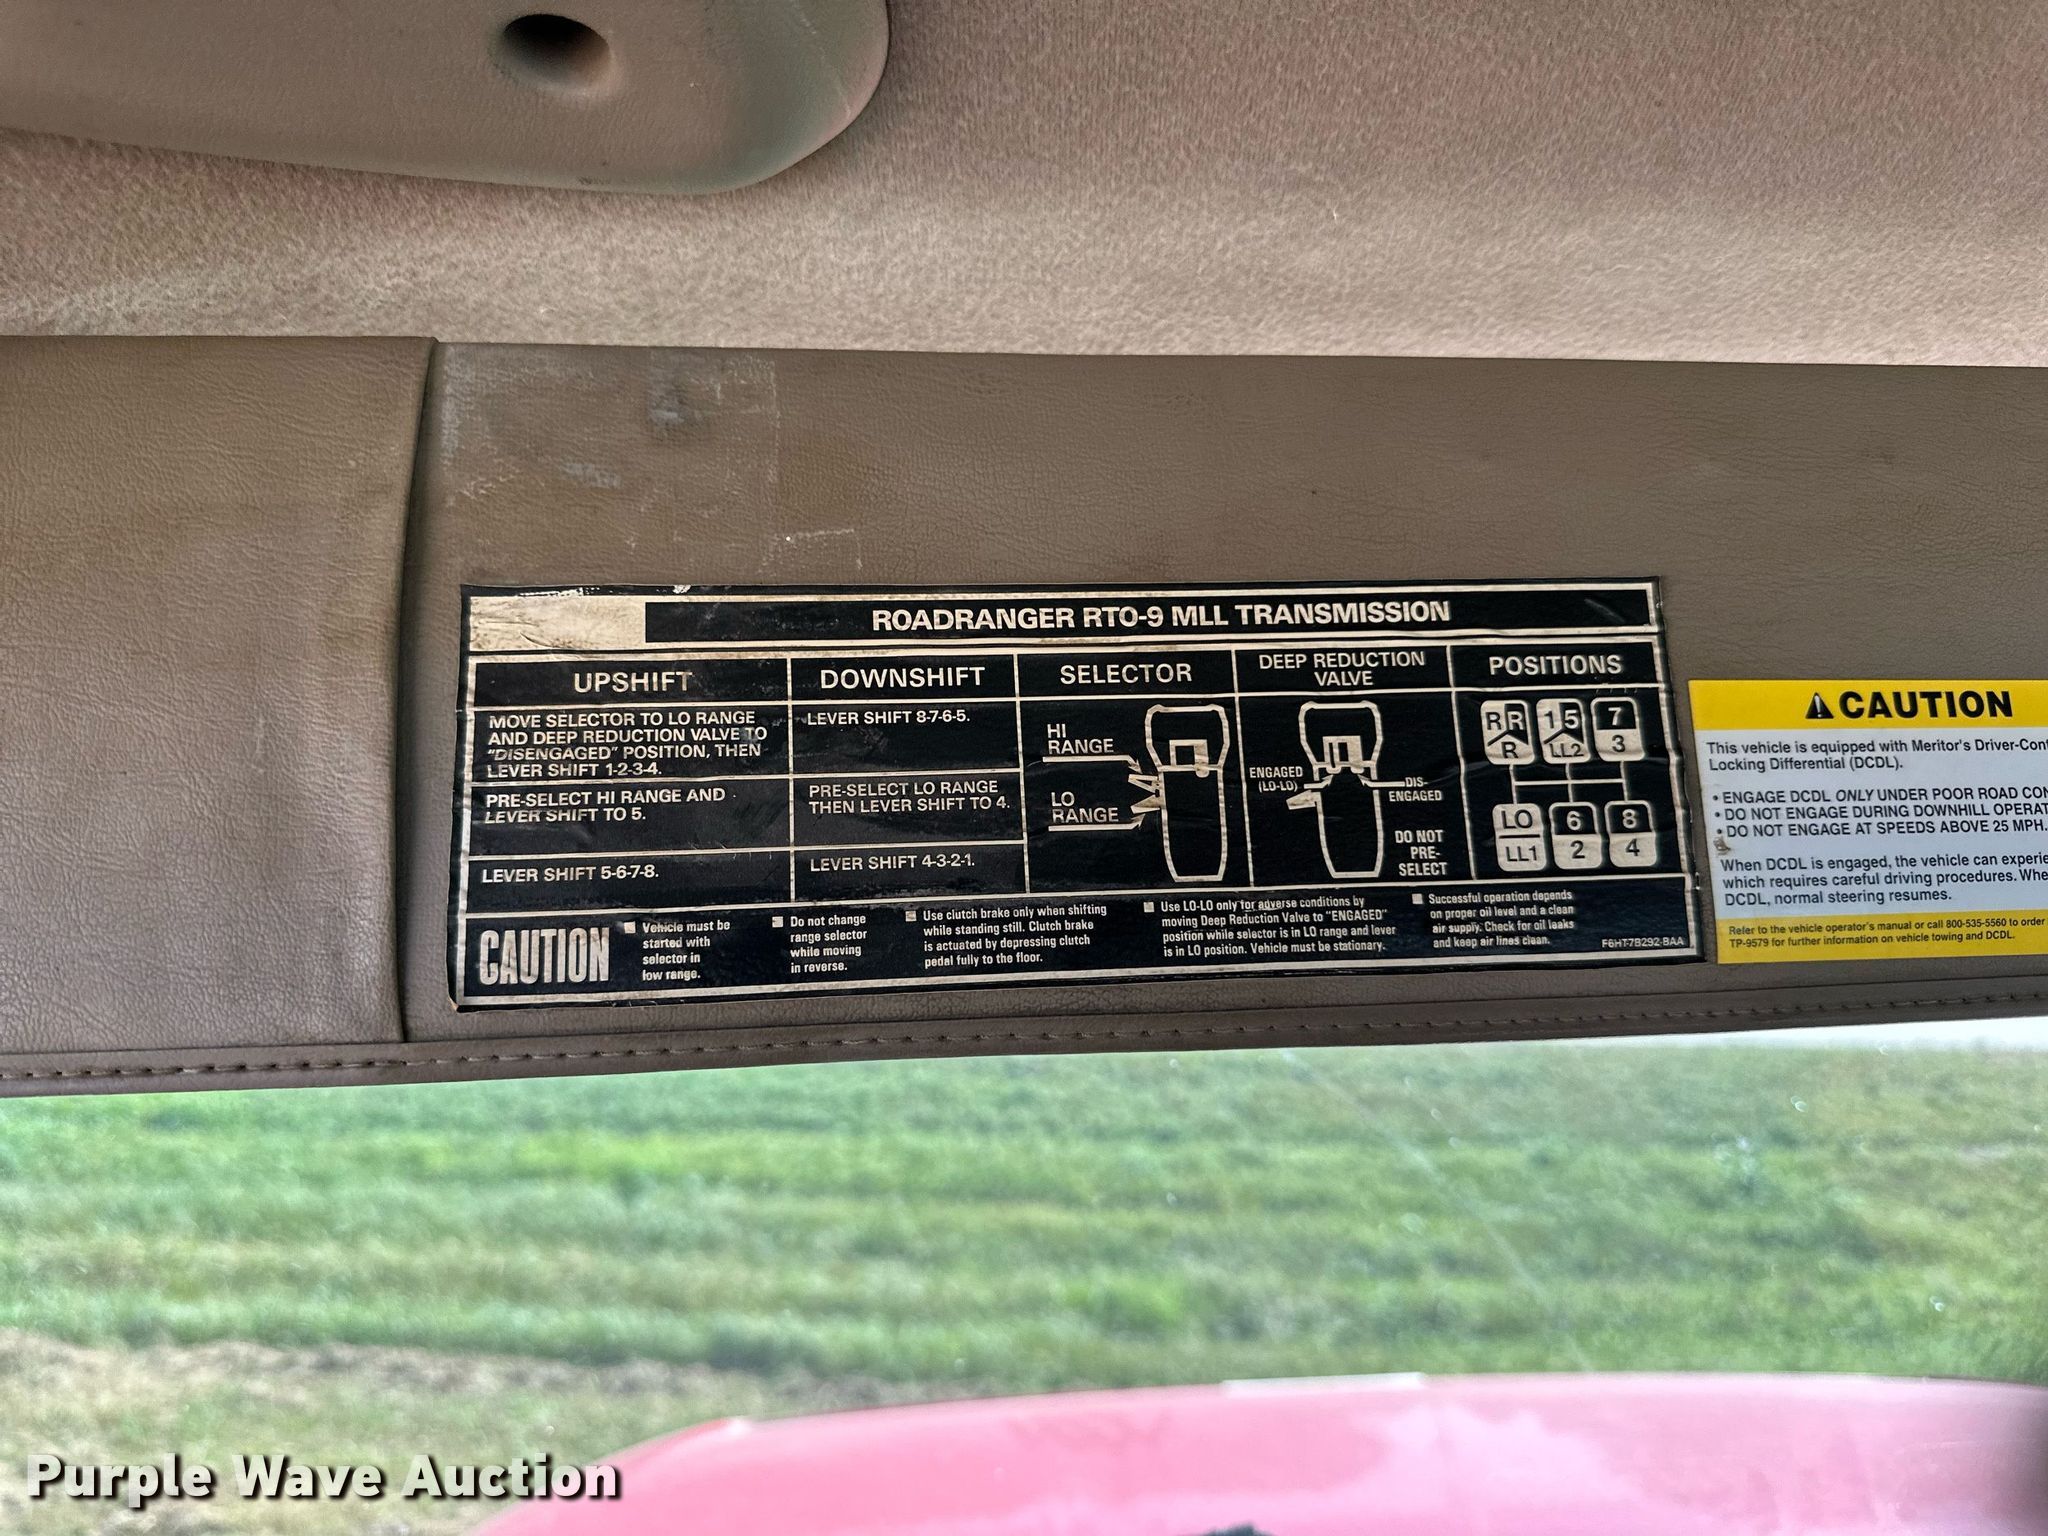 ROADRANGER RTO-9 MLL TRANSMISSION
UPSHIFT
MOVE SELECTOR TO LO RANGE
AND DEEP REDUCTION VALVE TO
"DISENGAGED" POSITION, THEN
LEVER SHIFT 1-2-3-4.
PRE-SELECT HI RANGE AND
LEVER SHIFT TO 5.
LEVER SHIFT 5-6-7-8.
DOWNSHIFT
LEVER SHIFT 8-7-6-5.
PRE-SELECT LO RANGE
THEN LEVER SHIFT TO 4.
LEVER SHIFT 4-3-2-1.
SELECTOR
HI
RANGE
LO
RANGE
DEEP REDUCTION
VALVE
ENGAGED
(LO-LO)
DIS-
ENGAGED
DO NOT
PRE-
SELECT
POSITIONS
R R 1 5 7
R LL2 3
LO 6 8
LL1 2 4
CAUTION
Vehicle must be
started with
selector in
low range.
Do not change
range selector
while moving
in reverse.
Use clutch brake only when shifting
while standing still. Clutch brake
is actuated by depressing clutch
pedal fully to the floor.
Use LO-LO only for adverse conditions by
moving Deep Reduction Valve to "ENGAGED"
position while selector is in LO range and lever
is in LO position. Vehicle must be stationary.
Successful operation depends
on proper oil level and a clean
air supply. Check for oil leaks
and keep air lines clean.
F6HT-7B292-BAA
CAUTION
This vehicle is equipped with Meritor's Driver-Cont
Locking Differential (DCDL).
• ENGAGE DCDL ONLY UNDER POOR ROAD CON
• DO NOT ENGAGE DURING DOWNHILL OPERAT
• DO NOT ENGAGE AT SPEEDS ABOVE 25 MPH.
When DCDL is engaged, the vehicle can experie
which requires careful driving procedures. Whe
DCDL, normal steering resumes.
Refer to the vehicle operator's manual or call 800-535-5560 to order
TP-9579 for further information on vehicle towing and DCDL.
Purple Wave Auction